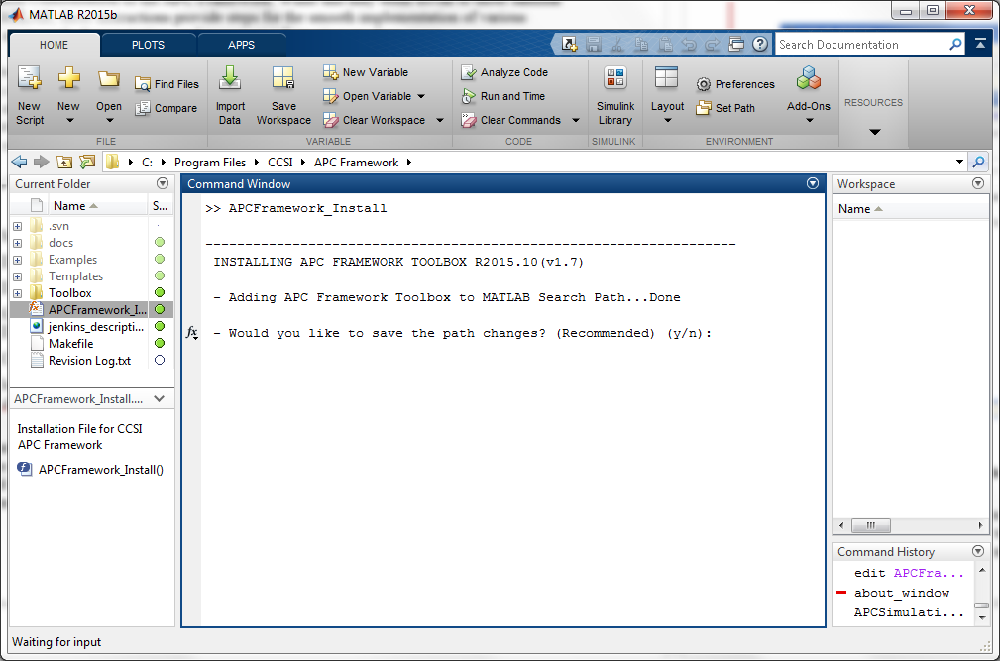 MATLAB R2015b
HOME
PLOTS
APPS
Search Documentation
New Script
New
Open
Find Files
Compare
Import Data
Save Workspace
New Variable
Open Variable
Clear Workspace
Analyze Code
Run and Time
Clear Commands
Simulink Library
Layout
Preferences
Set Path
Add-Ons
RESOURCES
FILE
VARIABLE
CODE
SIMULINK
ENVIRONMENT
C: Program Files CCSI APC Framework
Current Folder
Name
S...
.svn
docs
Examples
Templates
Toolbox
APCFramework_I...
jenkins_descripti...
Makefile
Revision Log.txt
APCFramework_Install....
Installation File for CCSI
APC Framework
APCFramework_Install()
Command Window
>> APCFramework_Install
--------------------------------------------------------------------
INSTALLING APC FRAMEWORK TOOLBOX R2015.10(v1.7)
- Adding APC Framework Toolbox to MATLAB Search Path...Done
fx - Would you like to save the path changes? (Recommended) (y/n):
Workspace
Name
Command History
edit APCFra...
about_window
APCSimulati...
Waiting for input